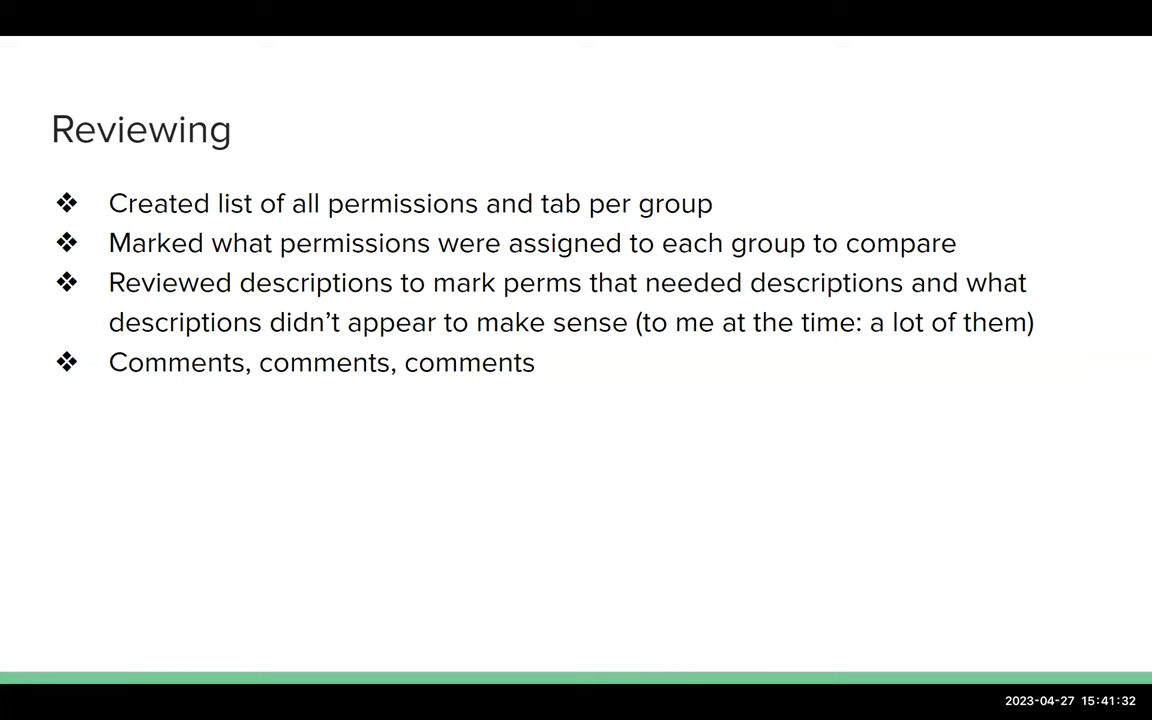 Reviewing
❖ Created list of all permissions and tab per group
❖ Marked what permissions were assigned to each group to compare
❖ Reviewed descriptions to mark perms that needed descriptions and what
descriptions didn’t appear to make sense (to me at the time: a lot of them)
❖ Comments, comments, comments
2023-04-27 15:41:32